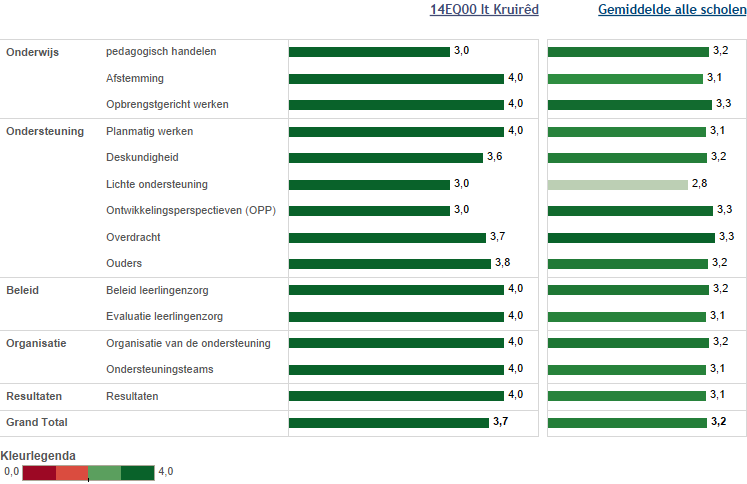 14EQ00 It Kruirêd Gemiddelde alle scholen
Onderwijs pedagogisch handelen 3,0 3,2
Afstemming 4,0 3,1
Opbrengstgericht werken 4,0 3,3
Ondersteuning Planmatig werken 4,0 3,1
Deskundigheid 3,6 3,2
Lichte ondersteuning 3,0 2,8
Ontwikkelingsperspectieven (OPP) 3,0 3,3
Overdracht 3,7 3,3
Ouders 3,8 3,2
Beleid Beleid leerlingenzorg 4,0 3,2
Evaluatie leerlingenzorg 4,0 3,1
Organisatie Organisatie van de ondersteuning 4,0 3,2
Ondersteuningsteams 4,0 3,1
Resultaten Resultaten 4,0 3,1
Grand Total 3,7 3,2
Kleurlegenda
0,0 4,0